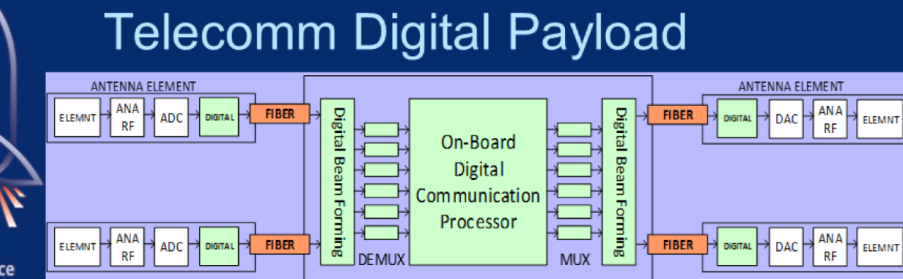 Telecomm Digital Payload
ANTENNA ELEMENT
ELEMNT
ANA
RF
ADC
DIGITAL
FIBER
Digital Beam Forming
On-Board
Digital
Communication
Processor
Digital Beam Forming
FIBER
ANTENNA ELEMENT
DIGITAL
DAC
ANA
RF
ELEMNT
ELEMNT
ANA
RF
ADC
DIGITAL
FIBER
DEMUX
MUX
FIBER
DIGITAL
DAC
ANA
RF
ELEMNT
ce